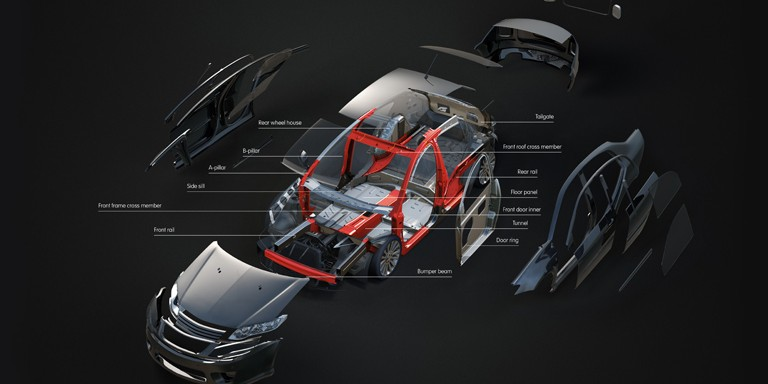 Tailgate
Rear wheel house
Front roof cross member
B-pillar
A-pillar
Rear rail
Side sill
Floor panel
Front frame cross member
Front door inner
Tunnel
Front rail
Door ring
Bumper beam